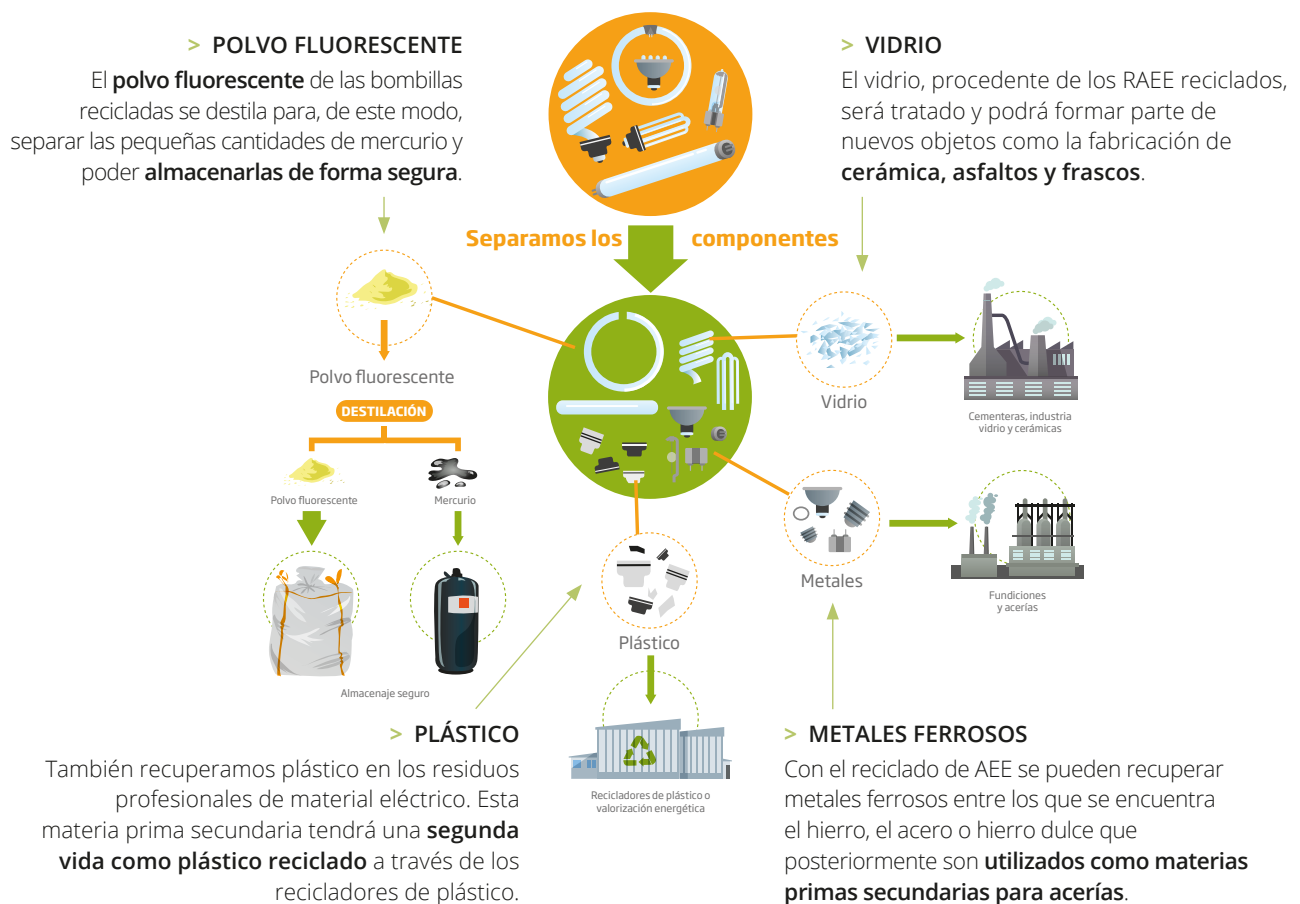 > POLVO FLUORESCENTE
El polvo fluorescente de las bombillas
recicladas se destila para, de este modo,
separar las pequeñas cantidades de mercurio y
poder almacenarlas de forma segura.
> VIDRIO
El vidrio, procedente de los RAEE reciclados,
será tratado y podrá formar parte de
nuevos objetos como la fabricación de
cerámica, asfaltos y frascos.
Separamos los componentes
Polvo fluorescente
DESTILACIÓN
Polvo fluorescente
Mercurio
Almacenaje seguro
Vidrio
Cementeras, industria
vidrio y cerámicas
Metales
Fundiciones
y acerías
Plástico
Recicladores de plástico o
valorización energética
> PLÁSTICO
También recuperamos plástico en los residuos
profesionales de material eléctrico. Esta
materia prima secundaria tendrá una segunda
vida como plástico reciclado a través de los
recicladores de plástico.
> METALES FERROSOS
Con el reciclado de AEE se pueden recuperar
metales ferrosos entre los que se encuentra
el hierro, el acero o hierro dulce que
posteriormente son utilizados como materias
primas secundarias para acerías.